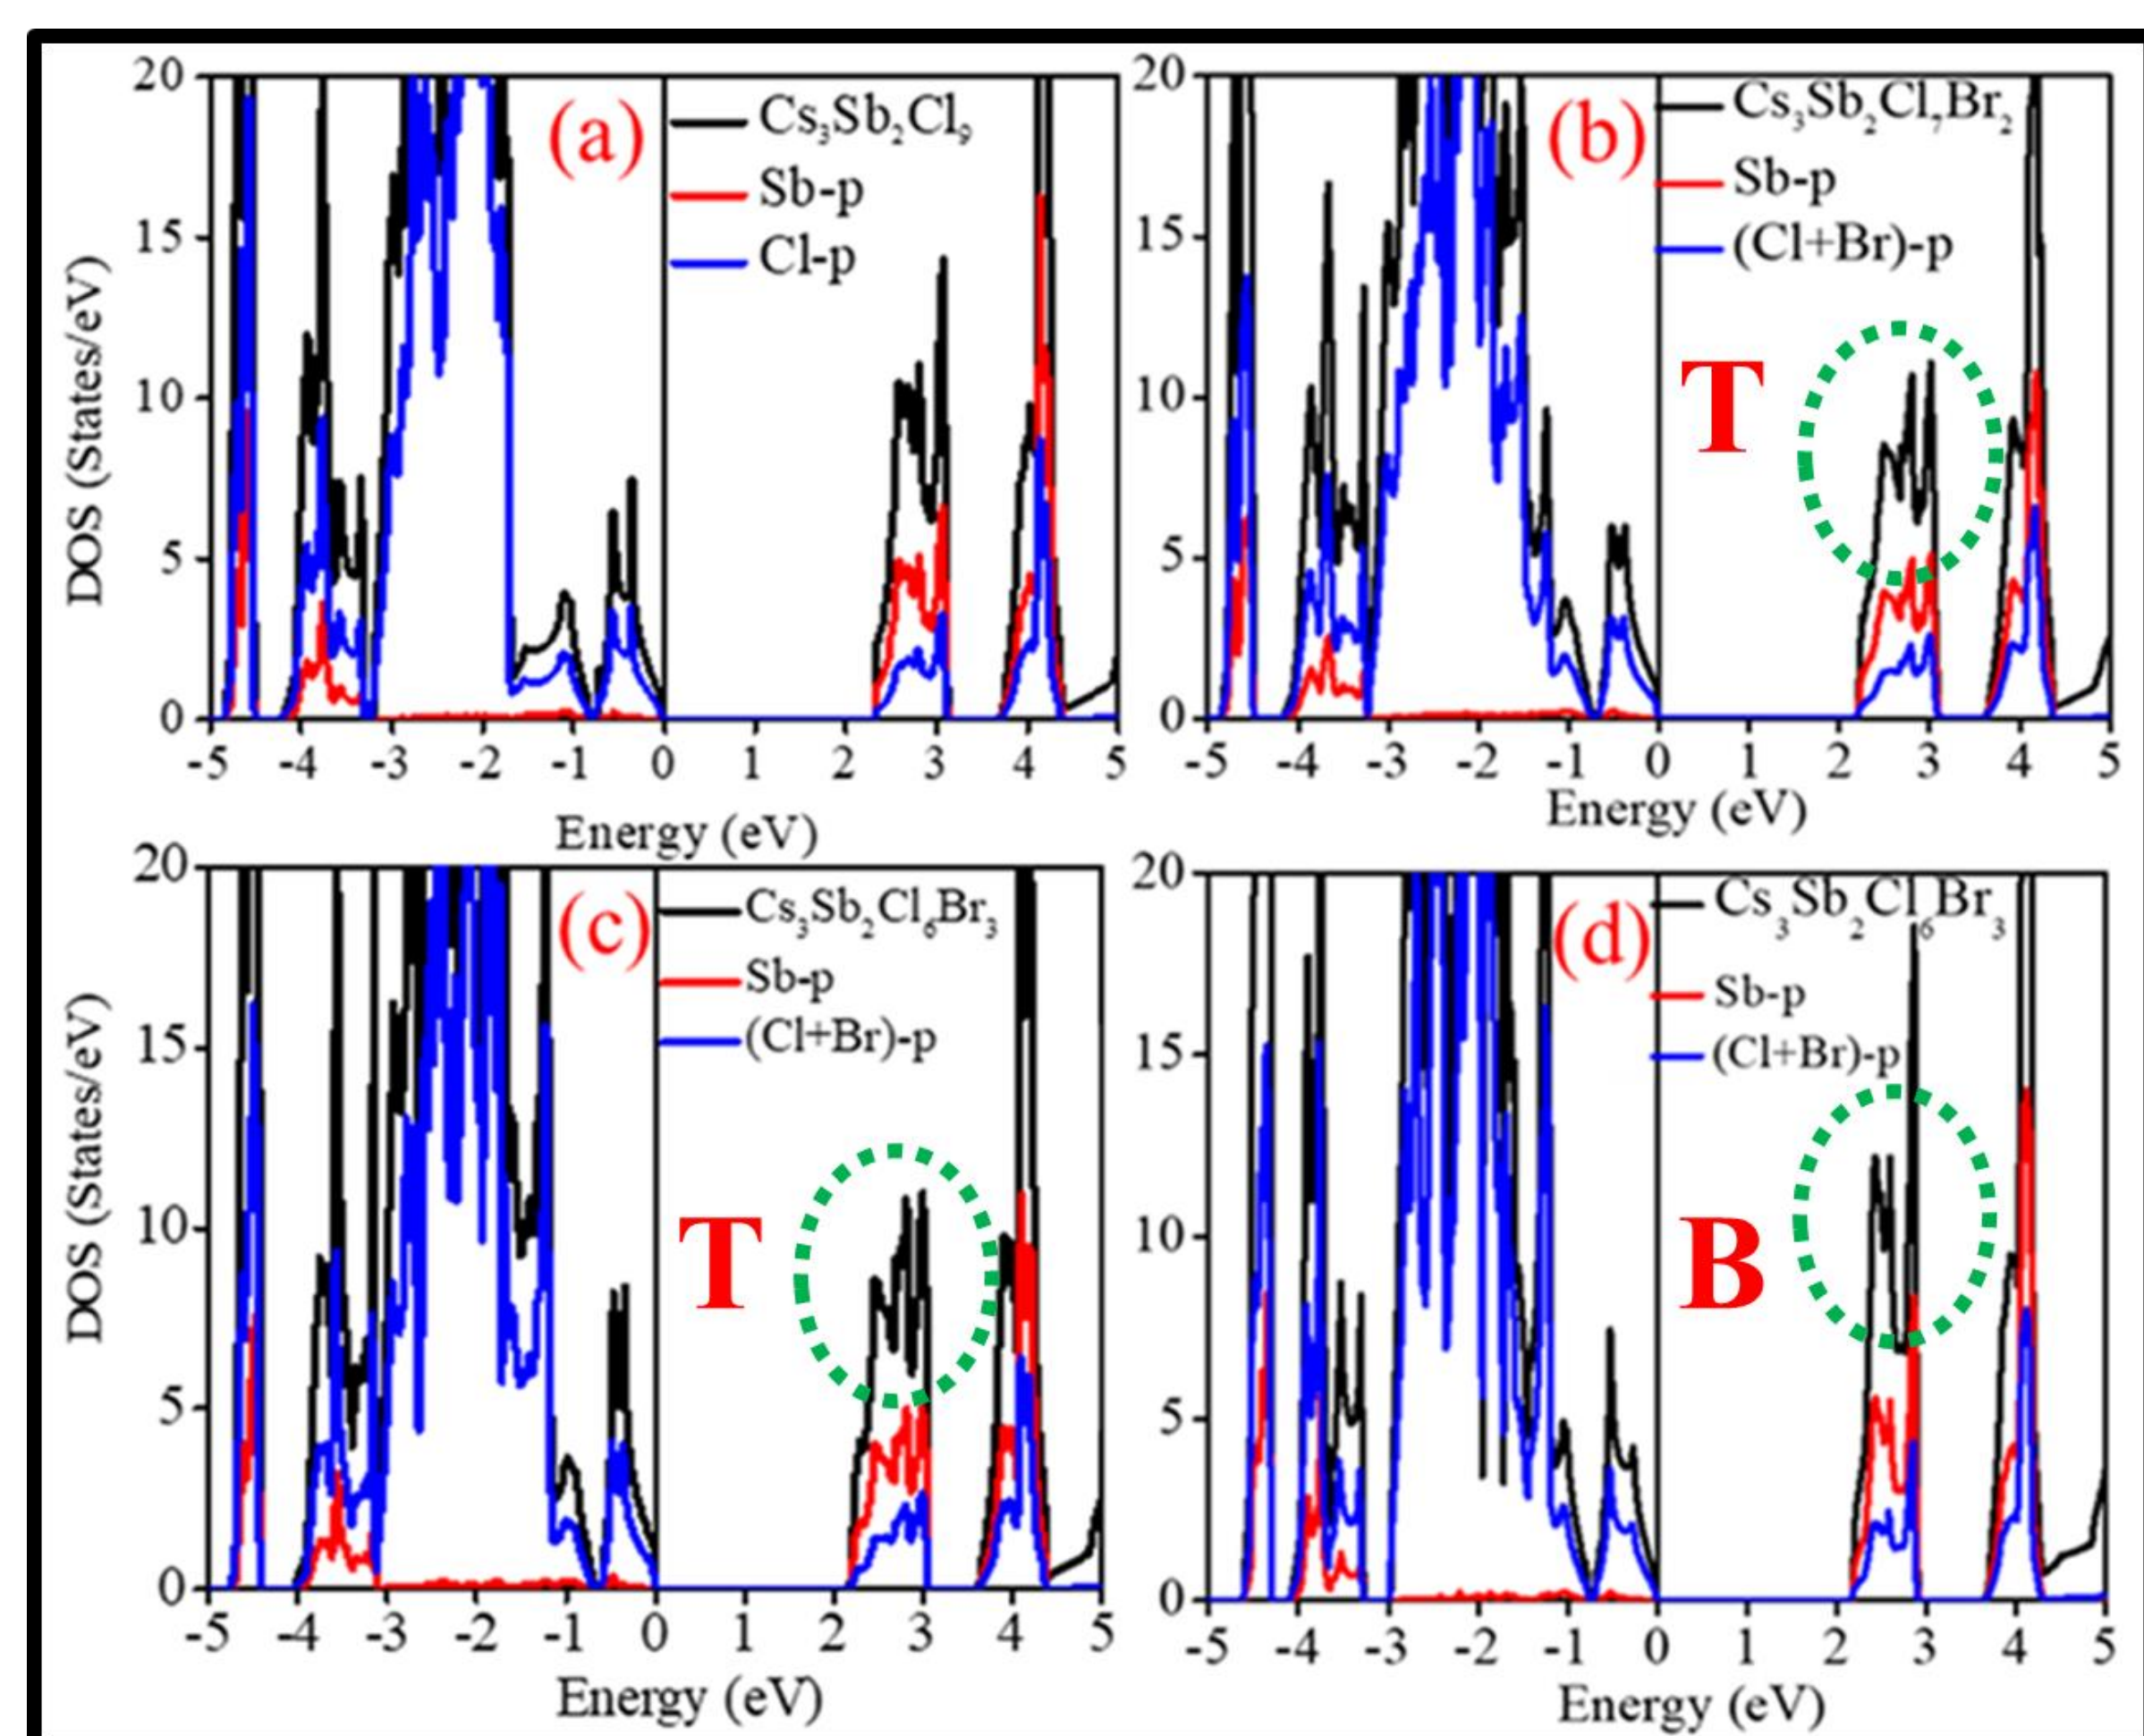 (a)
Cs₃Sb₂Cl₉
Sb-p
Cl-p
DOS (States/eV)
20
15
10
5
0
-5 -4 -3 -2 -1 0 1 2 3 4 5
Energy (eV)
(b)
Cs₃Sb₂Cl₇Br₂
Sb-p
(Cl+Br)-p
T
20
15
10
5
0
-5 -4 -3 -2 -1 0 1 2 3 4 5
Energy (eV)
(c)
Cs₃Sb₂Cl₆Br₃
Sb-p
(Cl+Br)-p
T
DOS (States/eV)
20
15
10
5
0
-5 -4 -3 -2 -1 0 1 2 3 4 5
Energy (eV)
(d)
Cs₃Sb₂Cl₆Br₃
Sb-p
(Cl+Br)-p
B
20
15
10
5
0
-5 -4 -3 -2 -1 0 1 2 3 4 5
Energy (eV)